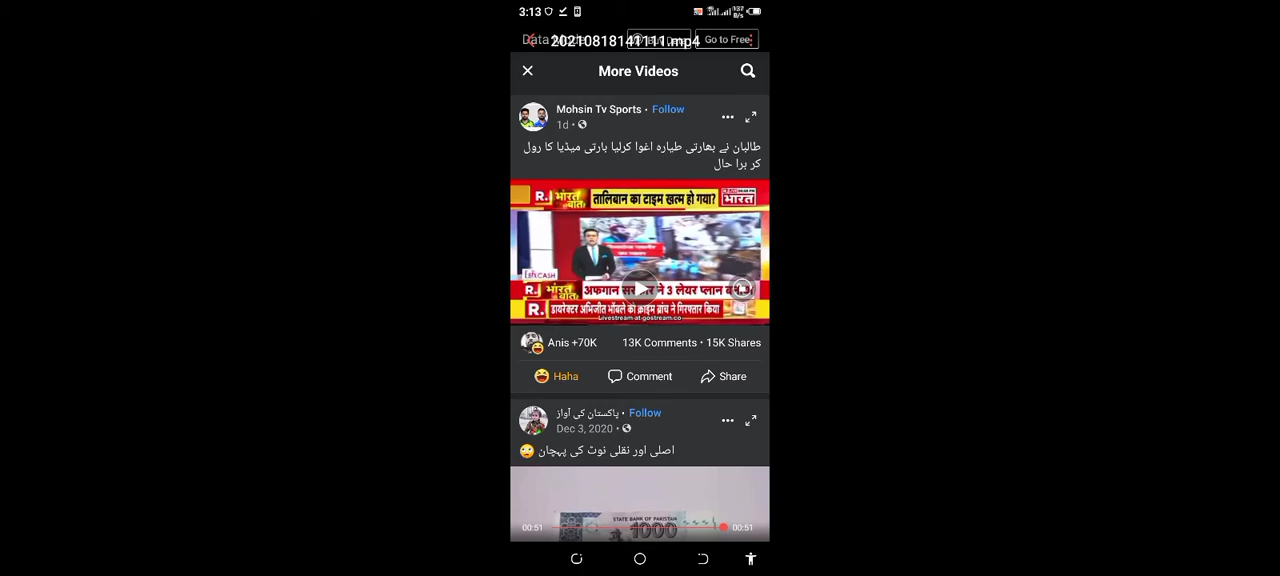 3:13
137
B/s
20210818141111.mp4
Go to Free
More Videos
Mohsin Tv Sports • Follow
1d •
طالبان نے بھارتی طیارہ اغوا کرلیا بارتی میڈیا کا رول
کر برا حال
R. भारत बात तालिबान का टाइम खत्म हो गया? भारत
CASH
R. भारत बात अफगान सरकार ने 3 लेयर प्लान
R. डायरेक्टर अभिजीत भोंबले को क्राइम ब्रांच ने गिरफ्तार किया
Livestream at gostream.co
Anis +70K 13K Comments • 15K Shares
Haha Comment Share
پاکستان کی آواز • Follow
Dec 3, 2020 •
اصلی اور نقلی نوٹ کی پہچان
STATE BANK OF PAKISTAN
1000
00:51 00:51